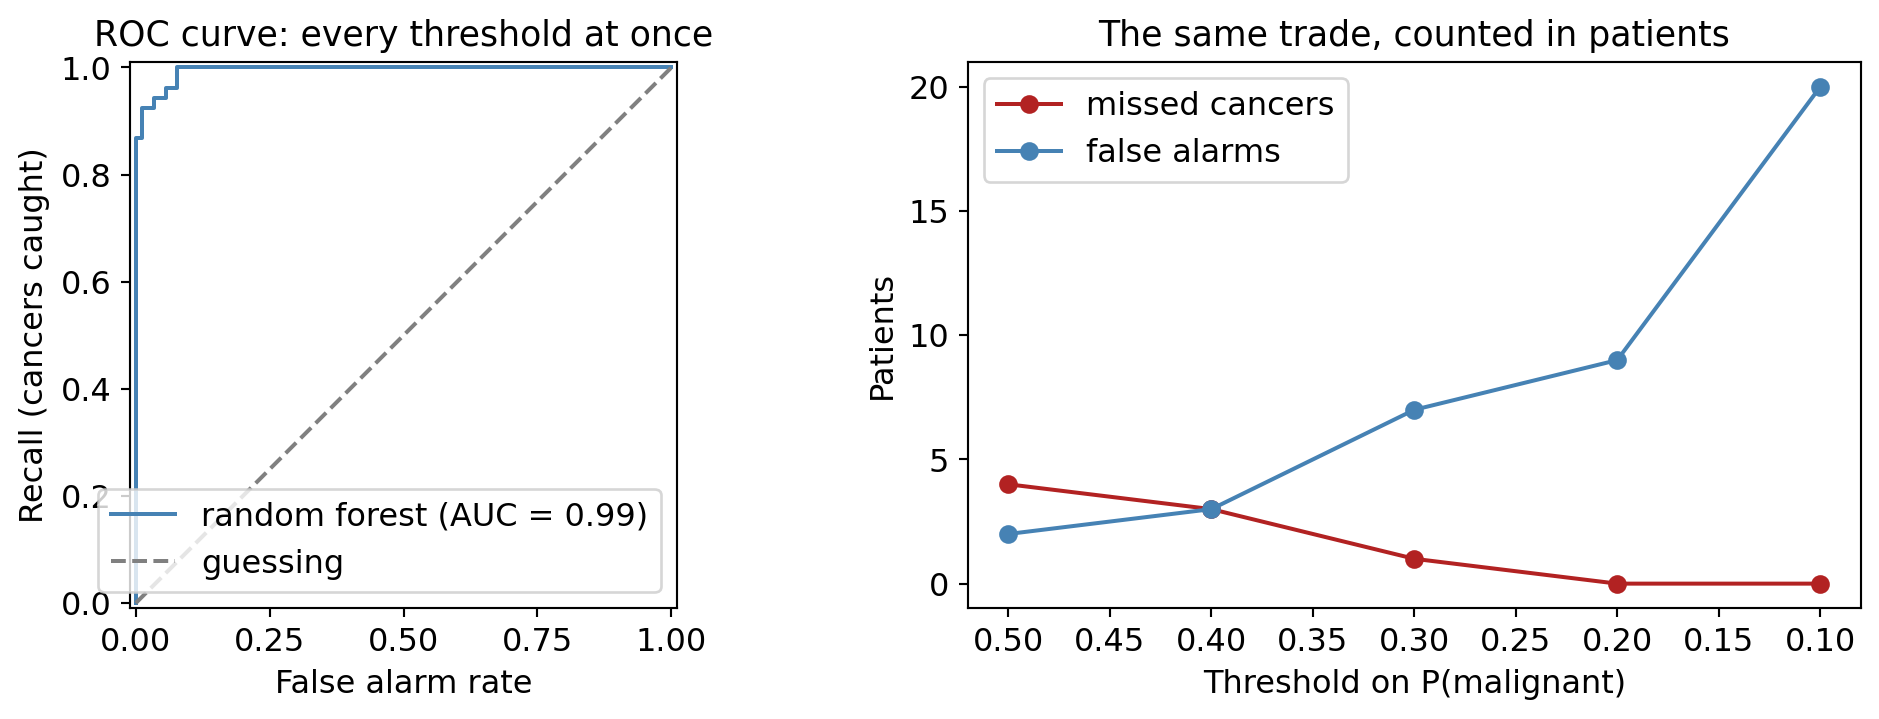 ROC curve: every threshold at once
Recall (cancers caught)
1.0
0.8
0.6
0.4
0.2
0.0
random forest (AUC = 0.99)
guessing
0.00 0.25 0.50 0.75 1.00
False alarm rate
The same trade, counted in patients
Patients
20
15
10
5
0
missed cancers
false alarms
0.50 0.45 0.40 0.35 0.30 0.25 0.20 0.15 0.10
Threshold on P(malignant)